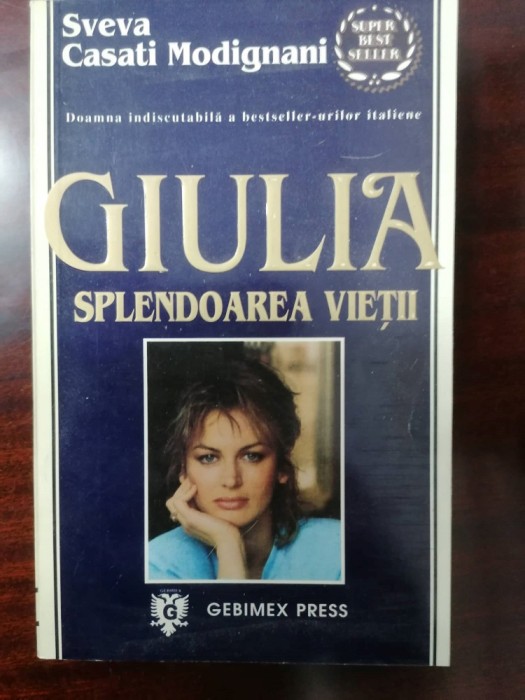 Sveva
Casati Modignani
SUPER
BEST
SELLER
Doamna indiscutabilă a bestseller-urilor italiene
GIULIA
SPLENDOAREA VIEȚII
G
GEBIMEX PRESS